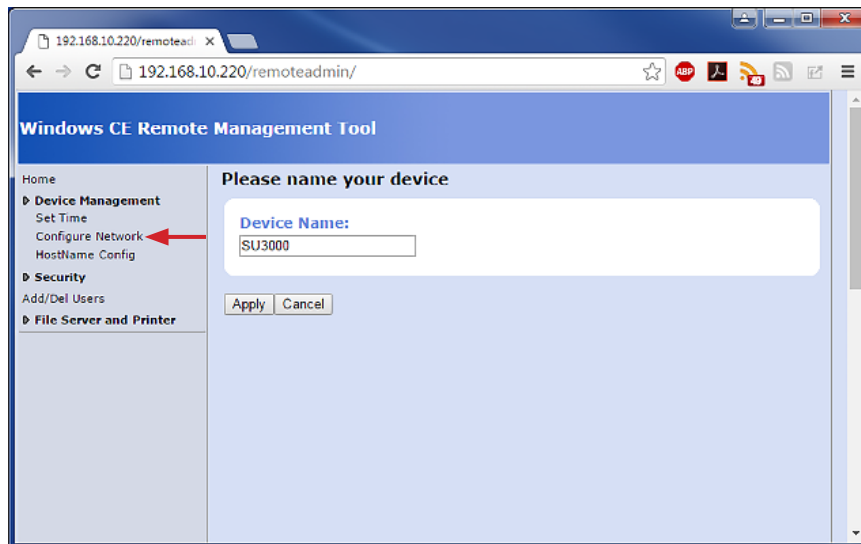 192.168.10.220/remoteadi
192.168.10.220/remoteadmin/
ABP
Windows CE Remote Management Tool
Home
Device Management
Set Time
Configure Network
HostName Config
Security
Add/Del Users
File Server and Printer
Please name your device
Device Name:
SU3000
Apply
Cancel